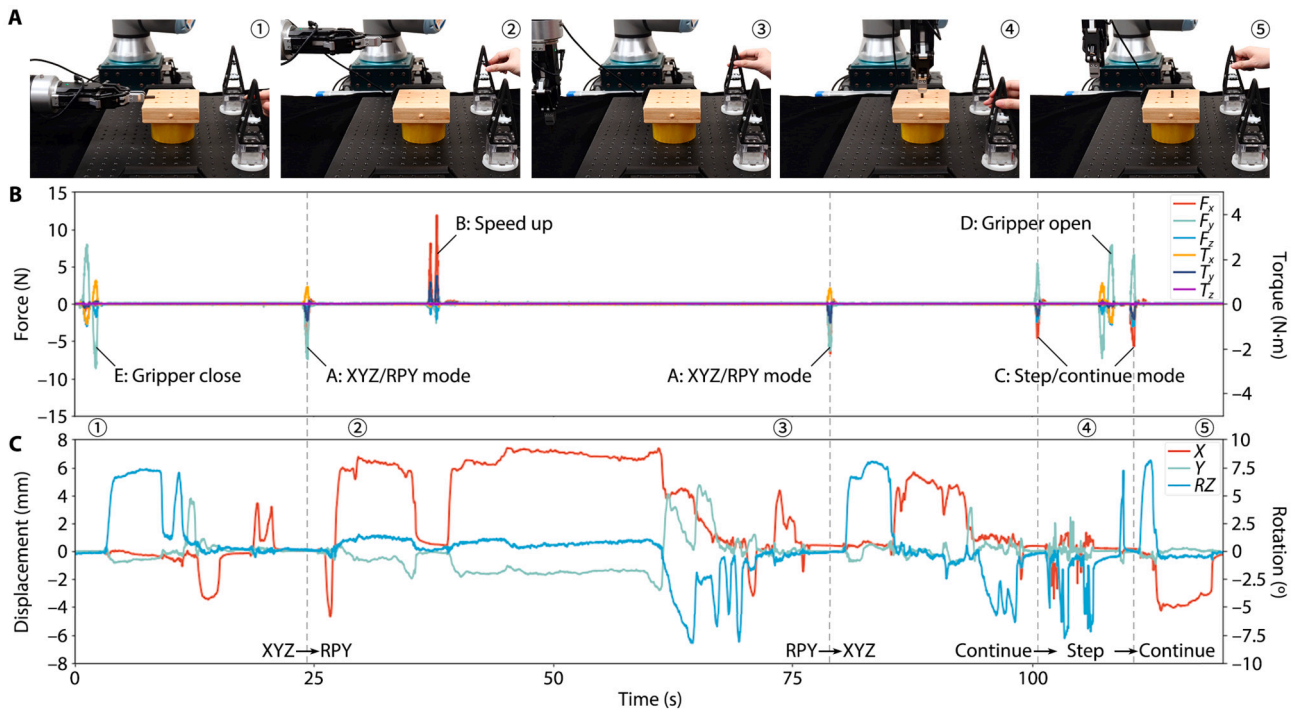 A
① ② ③ ④ ⑤
B
15
10
5
0
−5
−10
−15
Force (N)
4
2
0
−2
−4
Torque (N·m)
B: Speed up
D: Gripper open
E: Gripper close
A: XYZ/RPY mode
A: XYZ/RPY mode
C: Step/continue mode
Fx
Fy
Fz
Tx
Ty
Tz
① ② ③ ④ ⑤
C
8
6
4
2
0
−2
−4
−6
−8
Displacement (mm)
10
7.5
5
2.5
0
−2.5
−5
−7.5
−10
Rotation (º)
X
Y
RZ
XYZ→RPY
RPY→XYZ
Continue→ Step →Continue
0 25 50 75 100
Time (s)